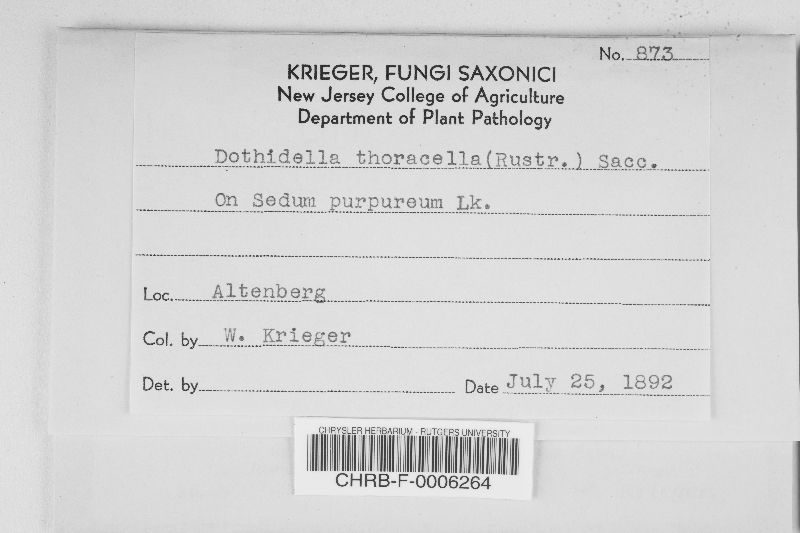 No. 873
KRIEGER, FUNGI SAXONICI
New Jersey College of Agriculture
Department of Plant Pathology
Dothidella thoracella(Rustr.) Sacc.
On Sedum purpureum Lk.
Loc. Altenberg
Col. by W. Krieger
Det. by Date July 25, 1892
CHRYSLER HERBARIUM - RUTGERS UNIVERSITY
CHRB-F-0006264